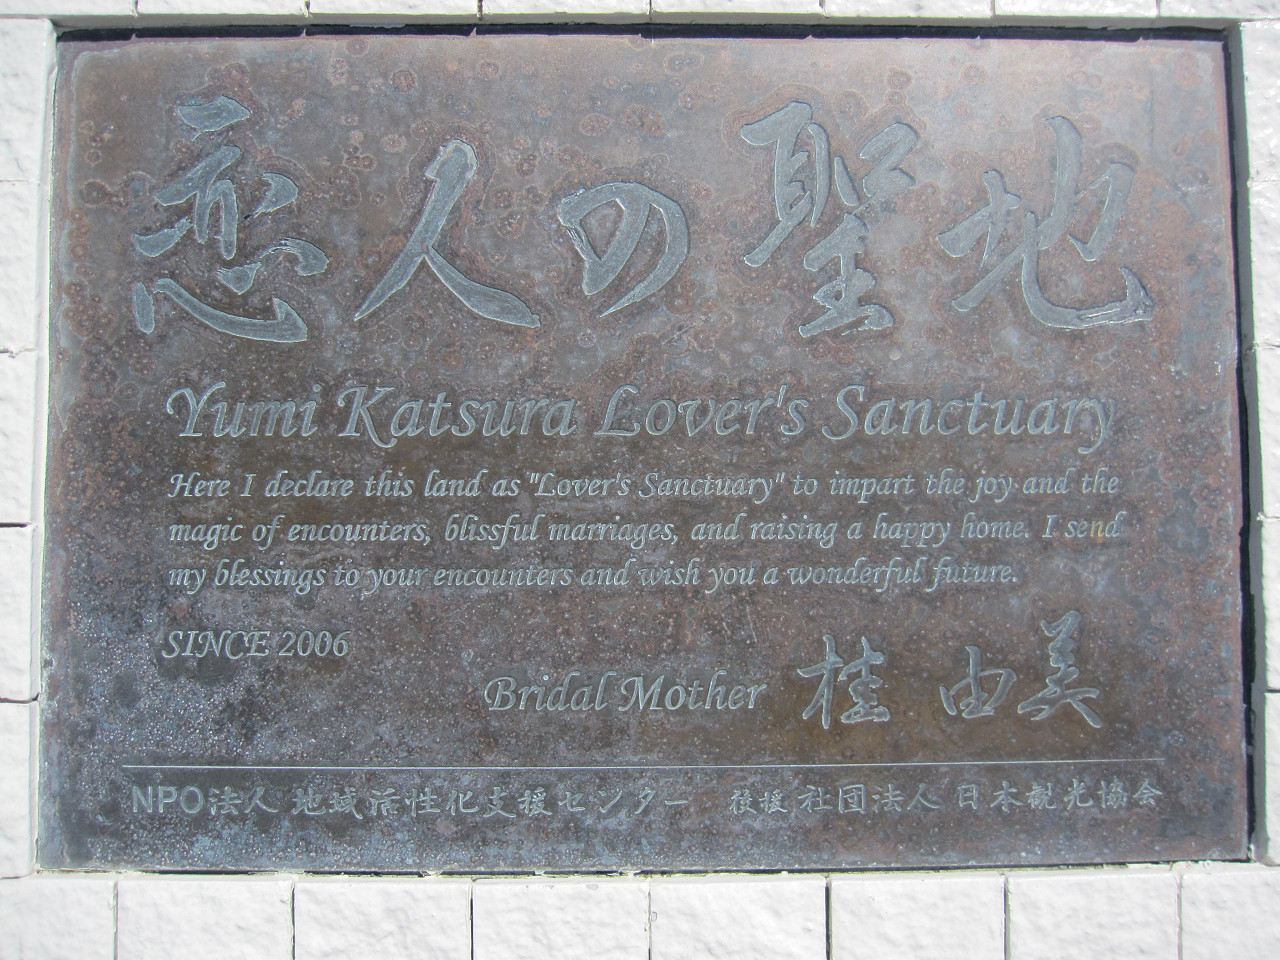 恋人の聖地
Yumi Katsura Lover's Sanctuary
Here I declare this land as "Lover's Sanctuary" to impart the joy and the
magic of encounters, blissful marriages, and raising a happy home. I send
my blessings to your encounters and wish you a wonderful future.
SINCE 2006
Bridal Mother 桂 由美
NPO法人 地域活性化支援センター 後援 社団法人 日本観光協会